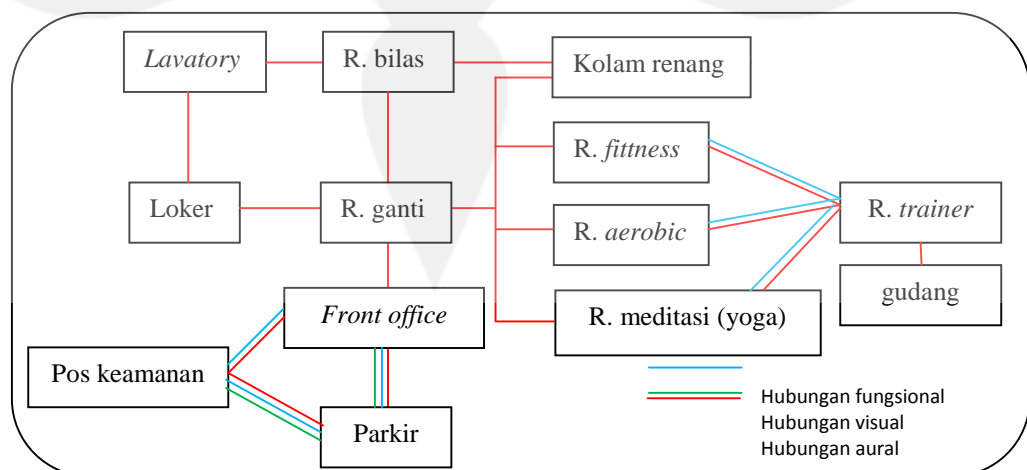 Lavatory
R. bilas
Kolam renang
R. fittness
Loker
R. ganti
R. aerobic
R. trainer
Front office
R. meditasi (yoga)
gudang
Pos keamanan
Parkir
Hubungan fungsional
Hubungan visual
Hubungan aural